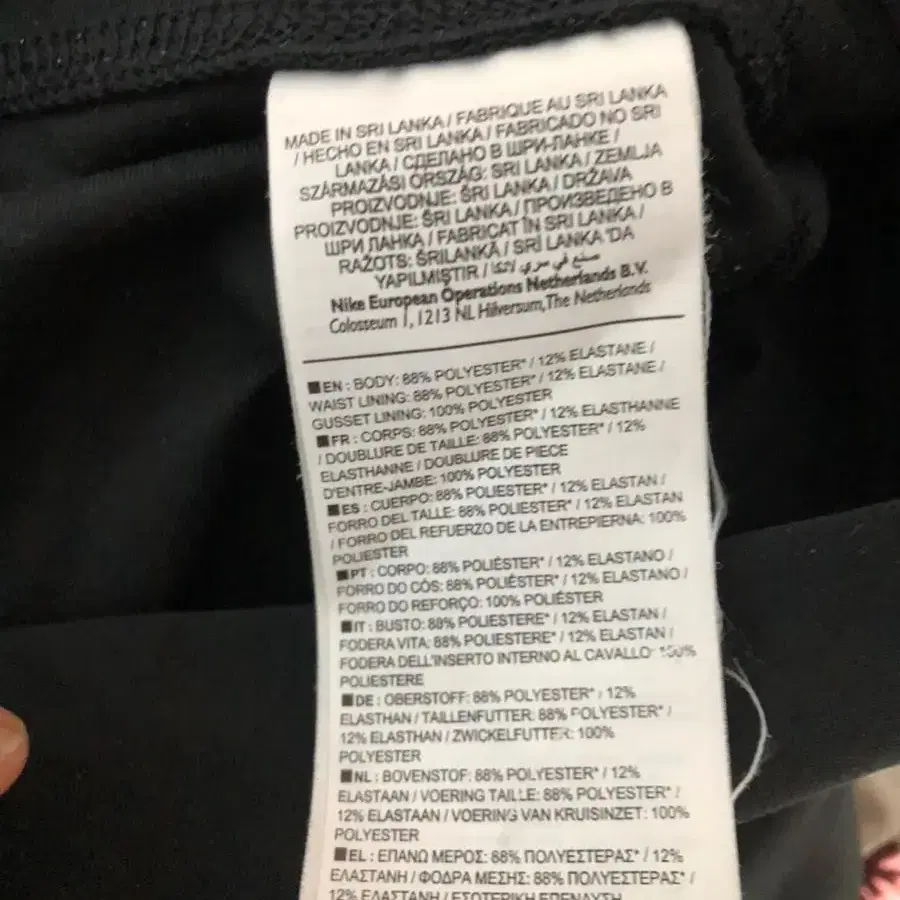 MADE IN SRI LANKA / FABRIQUE AU SRI LANKA
/ HECHO EN SRI LANKA / FABRICADO NO SRI
LANKA / СДЕЛАНО В ШРИ-ЛАНКЕ /
SZÁRMAZÁSI ORSZÁG: SRI LANKA / ZEMLJA
PROIZVODNJE: ŠRI LANKA / DRŽAVA
PROIZVODNJE: ŠRI LANKA / ПРОИЗВЕДЕНО В
ШРИ ЛАНКА / FABRICAT ÎN SRI LANKA /
RAŽOTS: ŠRILANKĀ / SRİ LANKA 'DA
YAPILMIŞTIR / صنع في سري لانكا
Nike European Operations Netherlands B.V.
Colosseum 1, 1213 NL Hilversum, The Netherlands
EN : BODY: 88% POLYESTER* / 12% ELASTANE /
WAIST LINING: 88% POLYESTER* / 12% ELASTANE /
GUSSET LINING: 100% POLYESTER
FR : CORPS: 88% POLYESTER* / 12% ELASTHANNE
/ DOUBLURE DE TAILLE: 88% POLYESTER* / 12%
ELASTHANNE / DOUBLURE DE PIECE
D'ENTRE-JAMBE: 100% POLYESTER
ES : CUERPO: 88% POLIESTER* / 12% ELASTAN /
FORRO DEL TALLE: 88% POLIESTER* / 12% ELASTAN
/ FORRO DEL REFUERZO DE LA ENTREPIERNA: 100%
POLIESTER
PT : CORPO: 88% POLIÉSTER* / 12% ELASTANO /
FORRO DO CÓS: 88% POLIÉSTER* / 12% ELASTANO /
FORRO DO REFORÇO: 100% POLIÉSTER
IT : BUSTO: 88% POLIESTERE* / 12% ELASTAN /
FODERA VITA: 88% POLIESTERE* / 12% ELASTAN /
FODERA DELL'INSERTO INTERNO AL CAVALLO: 100%
POLIESTERE
DE : OBERSTOFF: 88% POLYESTER* / 12%
ELASTHAN / TAILLENFUTTER: 88% POLYESTER* /
12% ELASTHAN / ZWICKELFUTTER: 100%
POLYESTER
NL : BOVENSTOF: 88% POLYESTER* / 12%
ELASTAAN / VOERING TAILLE: 88% POLYESTER* /
12% ELASTAAN / VOERING VAN KRUISINZET: 100%
POLYESTER
EL : ΕΠΑΝΩ ΜΕΡΟΣ: 88% ΠΟΛΥΕΣΤΕΡΑΣ* / 12%
ΕΛΑΣΤΑΝΗ / ΦΟΔΡΑ ΜΕΣΗΣ: 88% ΠΟΛΥΕΣΤΕΡΑΣ* /
12% ΕΛΑΣΤΑΝΗ / ΕΣΩΤΕΡΙΚΗ ΕΠΕΝΔΥΣΗ